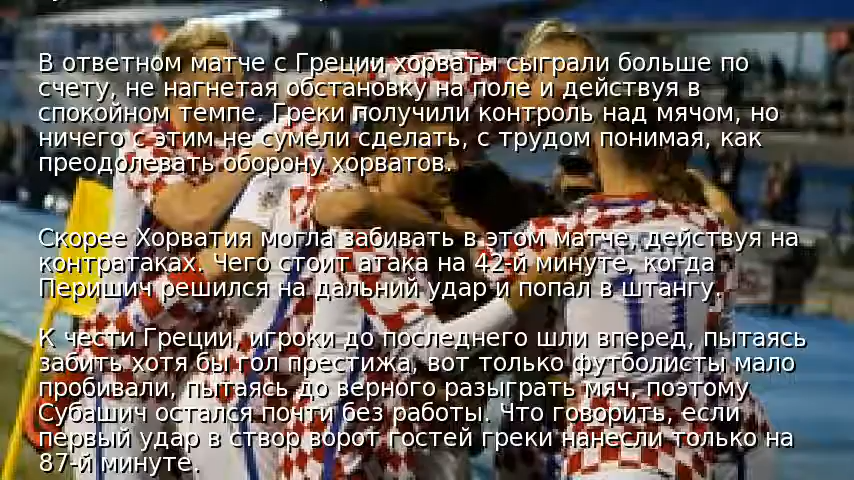 В ответном матче с Греции хорваты сыграли больше по
счету, не нагнетая обстановку на поле и действуя в
спокойном темпе. Греки получили контроль над мячом, но
ничего с этим не сумели сделать, с трудом понимая, как
преодолевать оборону хорватов.
Скорее Хорватия могла забивать в этом матче, действуя на
контратаках. Чего стоит атака на 42-й минуте, когда
Перишич решился на дальний удар и попал в штангу.
К чести Греции, игроки до последнего шли вперед, пытаясь
забить хотя бы гол престижа, вот только футболисты мало
пробивали, пытаясь до верного разыграть мяч, поэтому
Субашич остался почти без работы. Что говорить, если
первый удар в створ ворот гостей греки нанесли только на
87-й минуте.